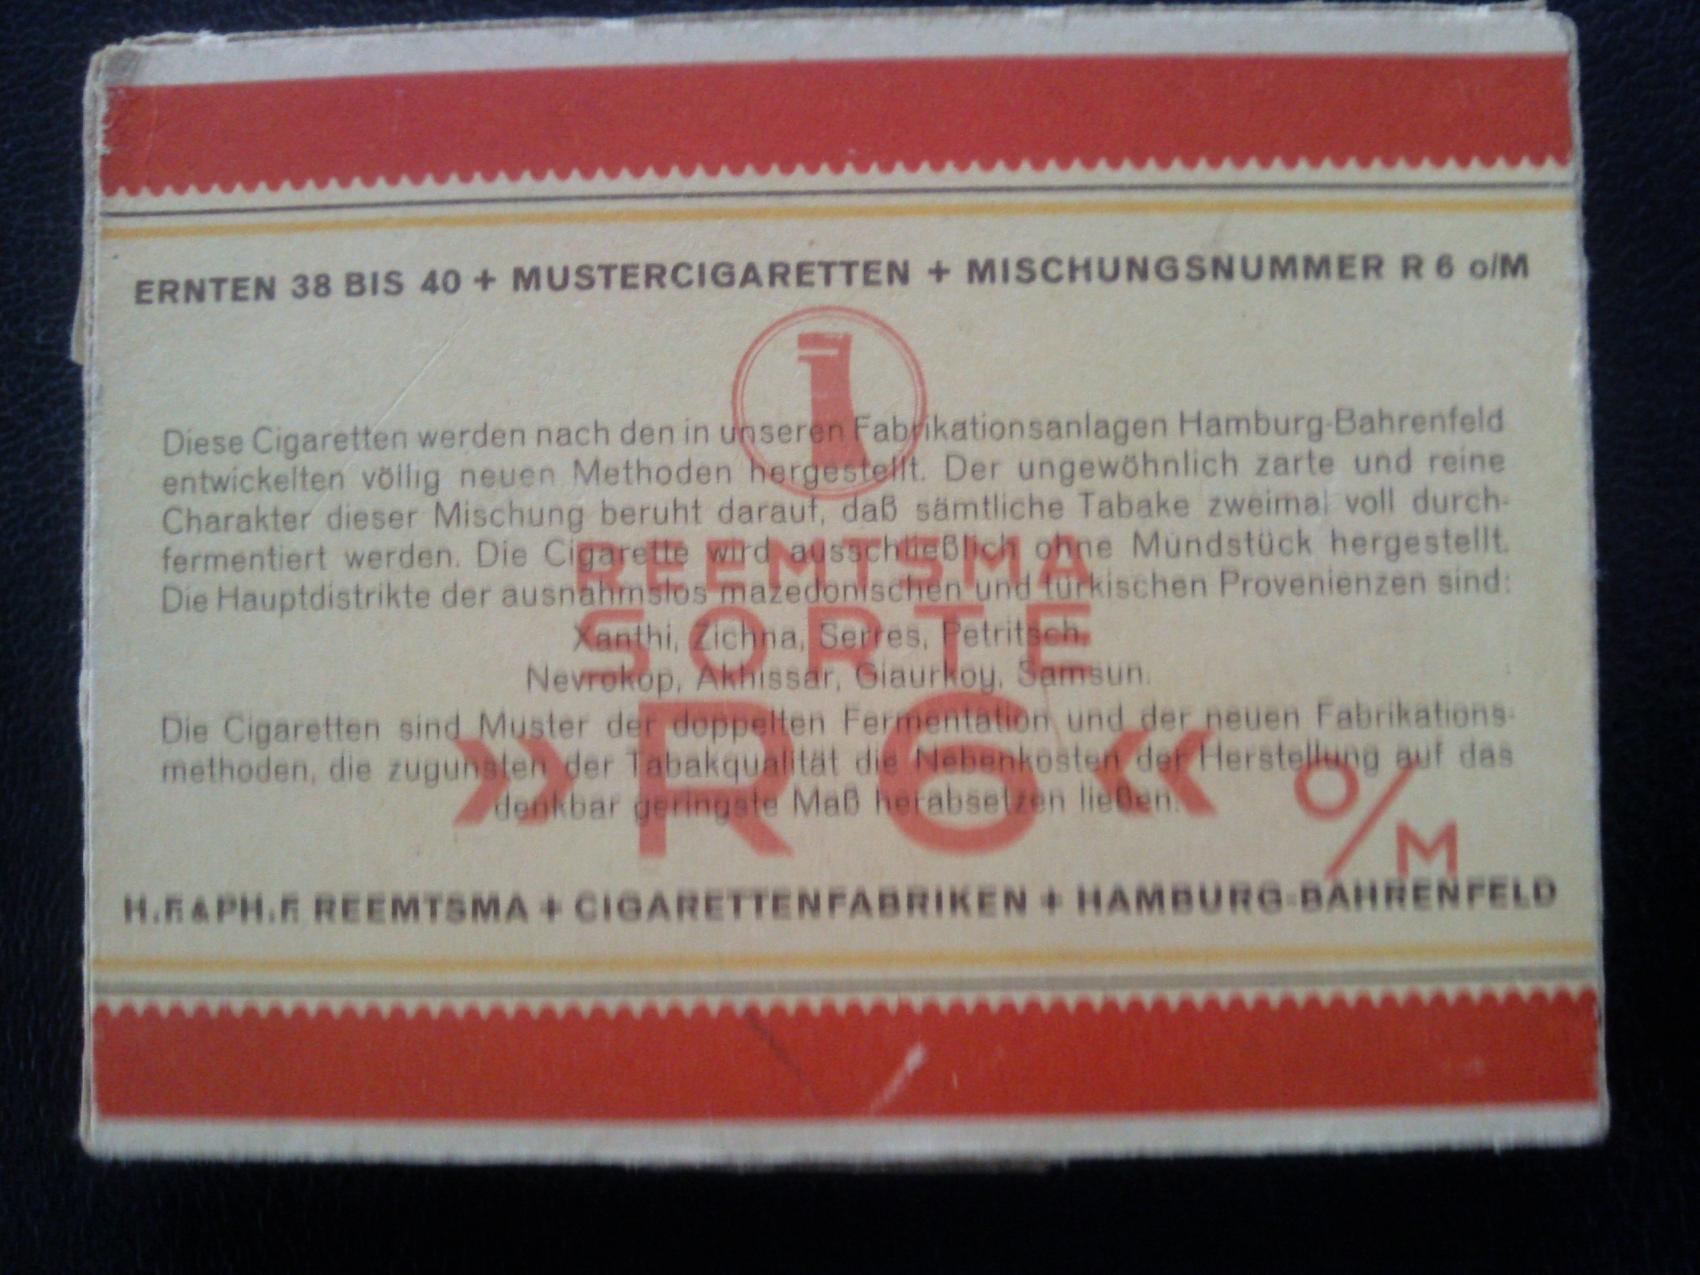 ERNTEN 38 BIS 40 + MUSTERCIGARETTEN + MISCHUNGSNUMMER R 6 o/M
Diese Cigaretten werden nach den in unseren Fabrikationsanlagen Hamburg-Bahrenfeld
entwickelten völlig neuen Methoden hergestellt. Der ungewöhnlich zarte und reine
Charakter dieser Mischung beruht darauf, daß sämtliche Tabake zweimal voll durch-
fermentiert werden. Die Cigarette wird ausschließlich ohne Mundstück hergestellt.
Die Hauptdistrikte der ausnahmslos mazedonischen und türkischen Provenienzen sind:
Xanthi, Zichna, Serres, Petritsch,
Nevrokop, Akhissar, Giaurkoy, Samsun.
Die Cigaretten sind Muster der doppelten Fermentation und der neuen Fabrikations-
methoden, die zugunsten der Tabakqualität die Nebenkosten der Herstellung auf das
denkbar geringste Maß herabsetzen ließen.
REEMTSMA
SORTE
»R6« o/M
H.F.&PH.F. REEMTSMA + CIGARETTENFABRIKEN + HAMBURG-BAHRENFELD